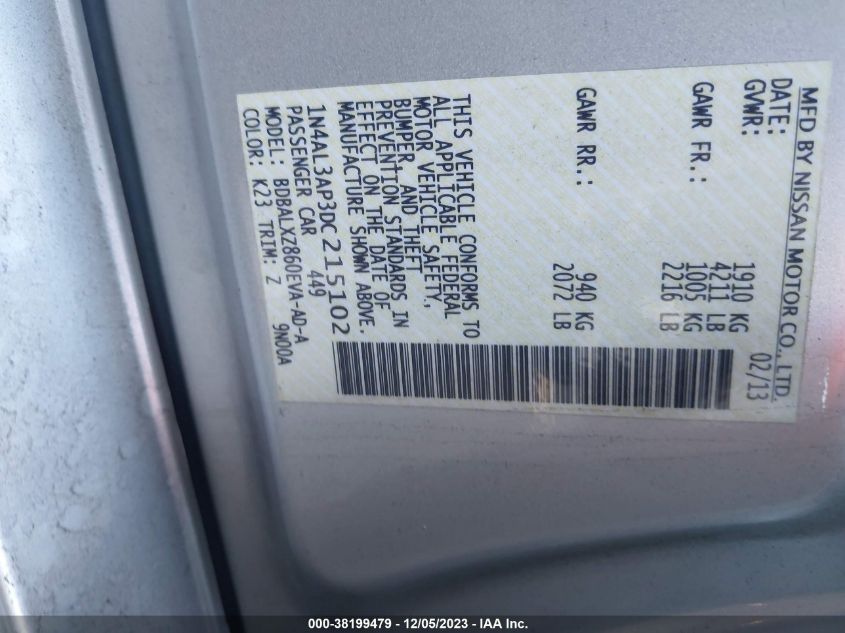 MFD BY NISSAN MOTOR CO., LTD.
DATE: 02/13
GVWR: 1910 KG
4211 LB
GAWR FR.: 1005 KG
2216 LB
GAWR RR.: 940 KG
2072 LB
THIS VEHICLE CONFORMS TO
ALL APPLICABLE FEDERAL
MOTOR VEHICLE SAFETY,
BUMPER, AND THEFT
PREVENTION STANDARDS IN
EFFECT ON THE DATE OF
MANUFACTURE SHOWN ABOVE.
1N4AL3AP3DC215102
PASSENGER CAR 449
MODEL: BDBALXZ860EVA-AD-A
COLOR: K23 TRIM: Z 9N00A
000-38199479 - 12/05/2023 - IAA Inc.